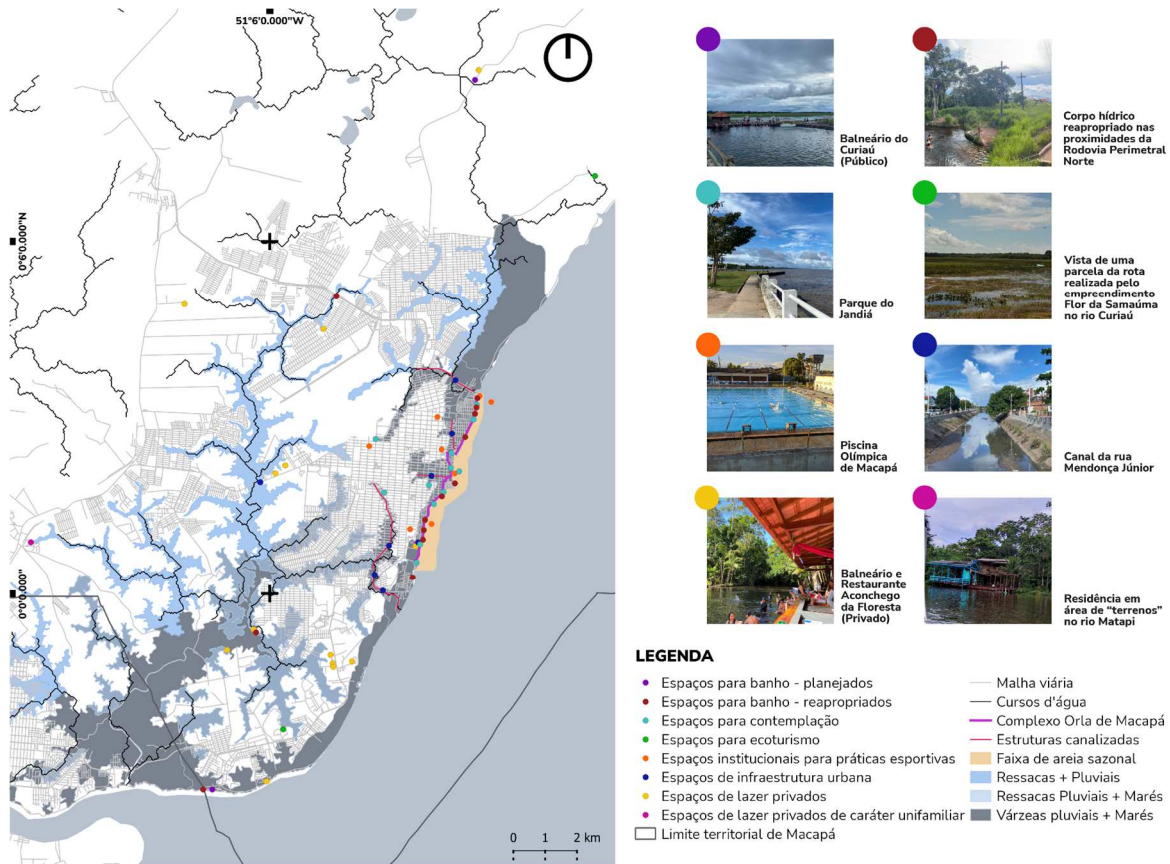 51°6'0.000"W
0°6'0.000"N
0°0'0.000"
0 1 2 km
Balneário do
Curiaú
(Público)
Corpo hídrico
reapropriado nas
proximidades da
Rodovia Perimetral
Norte
Parque do
Jandiá
Vista de uma
parcela da rota
realizada pelo
empreendimento
Flor da Samaúma
no rio Curiaú
Piscina
Olímpica
de Macapá
Canal da rua
Mendonça Júnior
Balneário e
Restaurante
Aconchego
da Floresta
(Privado)
Residência em
área de “terrenos”
no rio Matapi
LEGENDA
Espaços para banho - planejados
Espaços para banho - reapropriados
Espaços para contemplação
Espaços para ecoturismo
Espaços institucionais para práticas esportivas
Espaços de infraestrutura urbana
Espaços de lazer privados
Espaços de lazer privados de caráter unifamiliar
Limite territorial de Macapá
Malha viária
Cursos d'água
Complexo Orla de Macapá
Estruturas canalizadas
Faixa de areia sazonal
Ressacas + Pluviais
Ressacas Pluviais + Marés
Várzeas pluviais + Marés